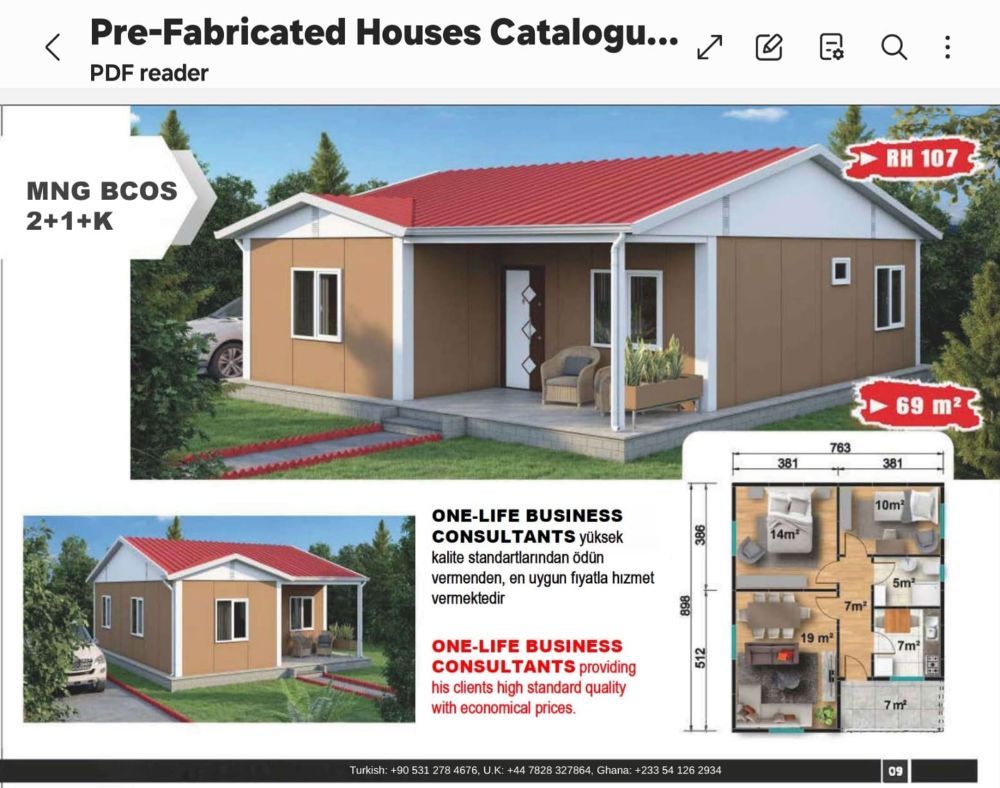 Pre-Fabricated Houses Catalogu...
PDF reader
MNG BCOS
2+1+K
RH 107
69 m²
763
381 381
386
898
512
14m²
10m²
5m²
7m²
19 m²
7m²
7 m²
ONE-LIFE BUSINESS
CONSULTANTS yüksek
kalite standartlarından ödün
vermenden, en uygun fıyatla hızmet
vermektedir
ONE-LIFE BUSINESS
CONSULTANTS providing
his clients high standard quality
with economical prices.
Turkish: +90 531 278 4676, U.K: +44 7828 327864, Ghana: +233 54 126 2934
09